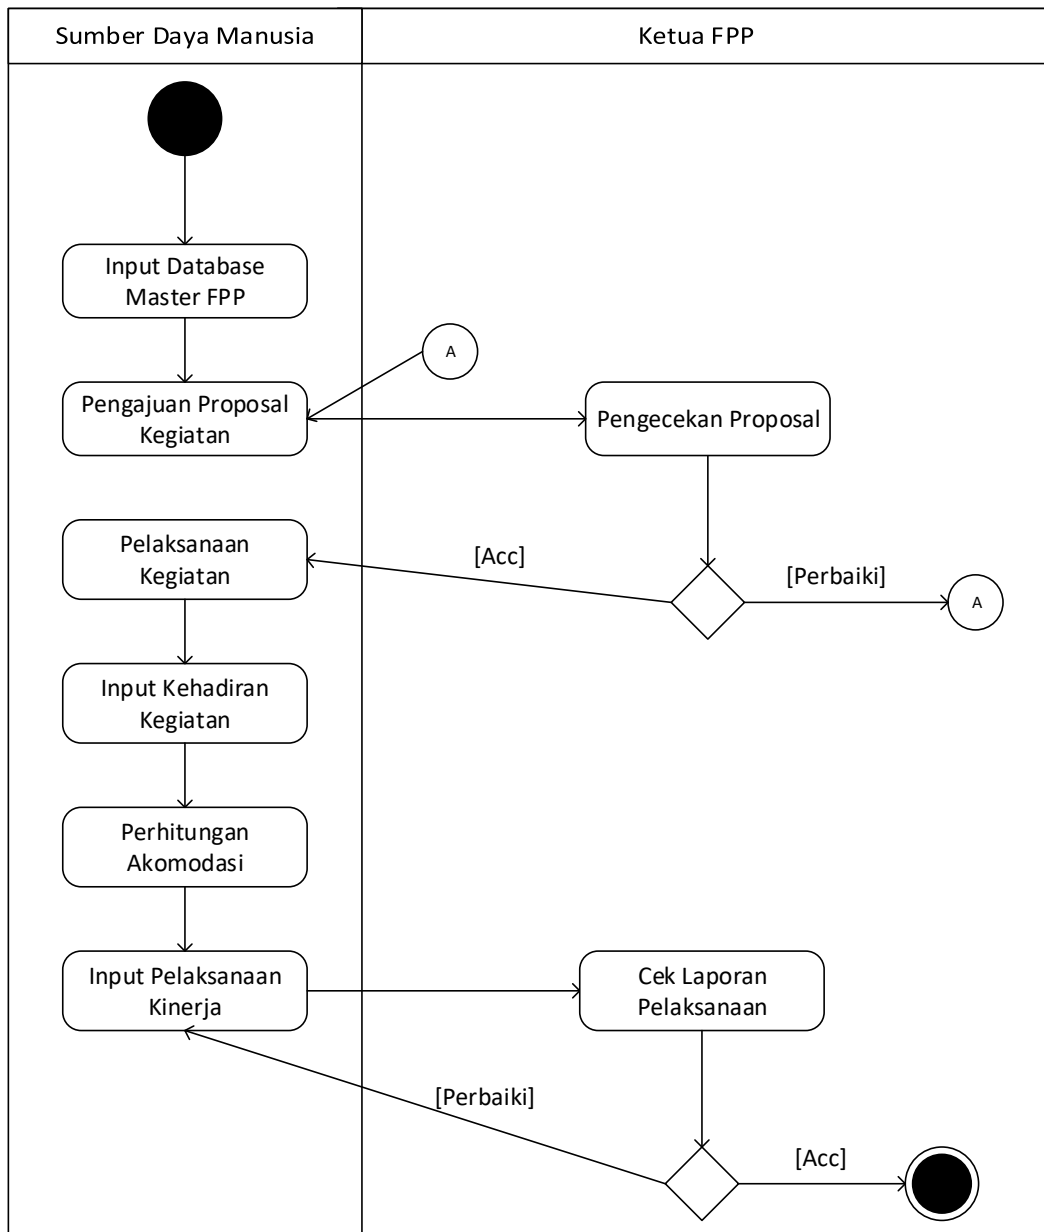 Sumber Daya Manusia
Ketua FPP
Input Database
Master FPP
A
Pengajuan Proposal
Kegiatan
Pengecekan Proposal
Pelaksanaan
Kegiatan
[Acc]
[Perbaiki]
A
Input Kehadiran
Kegiatan
Perhitungan
Akomodasi
Input Pelaksanaan
Kinerja
Cek Laporan
Pelaksanaan
[Perbaiki]
[Acc]